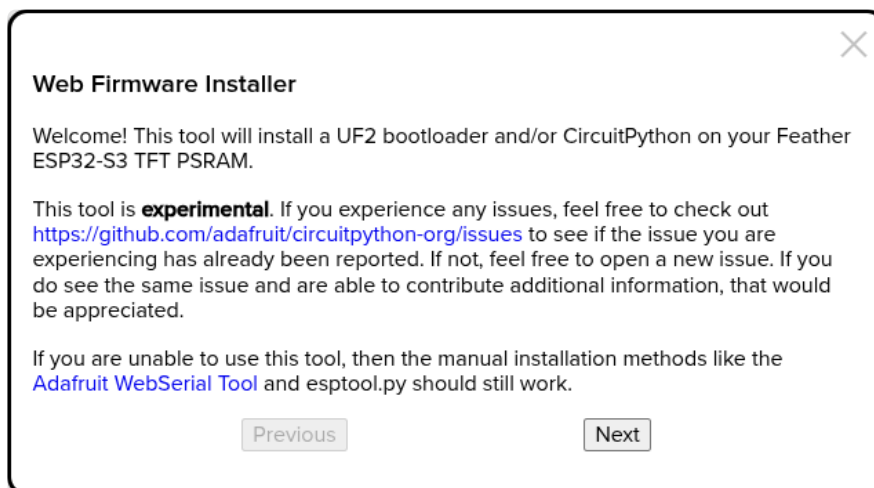 Web Firmware Installer
Welcome! This tool will install a UF2 bootloader and/or CircuitPython on your Feather
ESP32-S3 TFT PSRAM.
This tool is experimental. If you experience any issues, feel free to check out
https://github.com/adafruit/circuitpython-org/issues to see if the issue you are
experiencing has already been reported. If not, feel free to open a new issue. If you
do see the same issue and are able to contribute additional information, that would
be appreciated.
If you are unable to use this tool, then the manual installation methods like the
Adafruit WebSerial Tool and esptool.py should still work.
Previous
Next